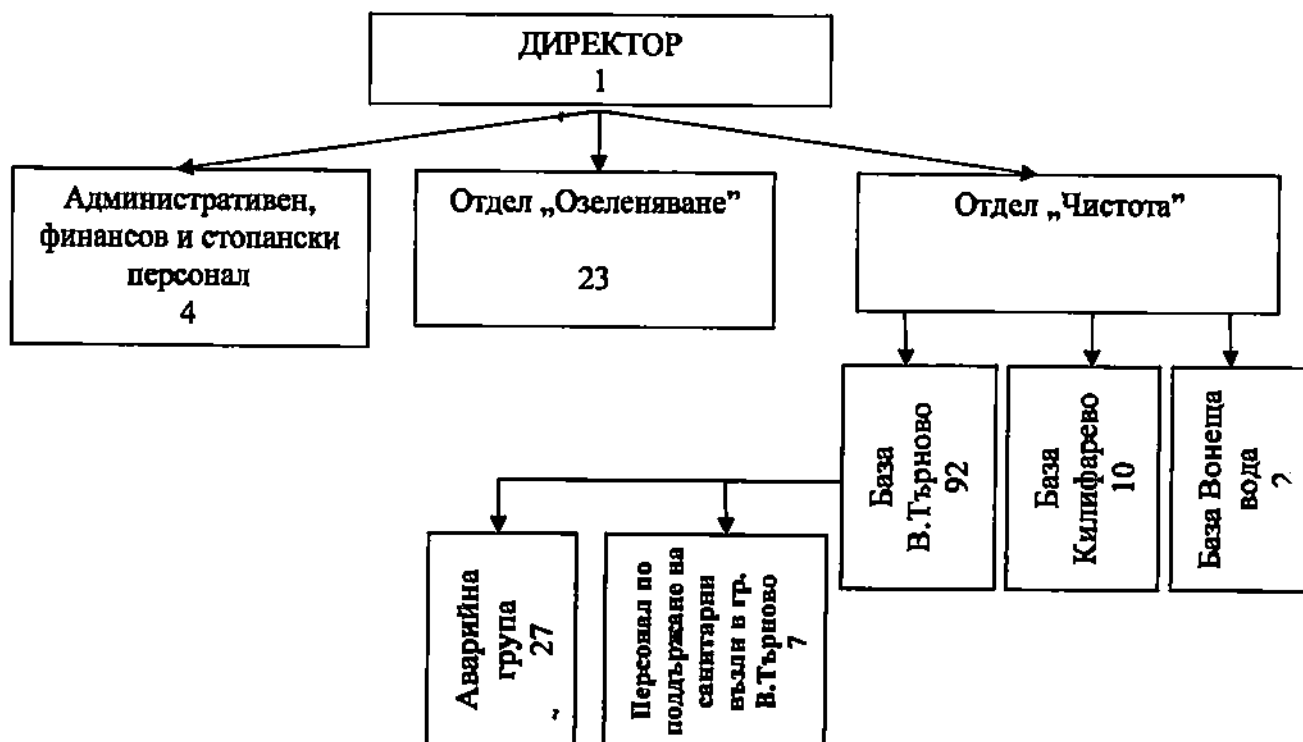 ДИРЕКТОР
1
Административен,
финансов и стопански
персонал
4
Отдел „Озеленяване”
23
Отдел „Чистота”
База
В.Търново
92
База
Килифарево
10
База Вонеща
вода
2
Аварийна
група
27
Персонал по
поддържане на
санитарни
възли в гр.
В.Търново
7